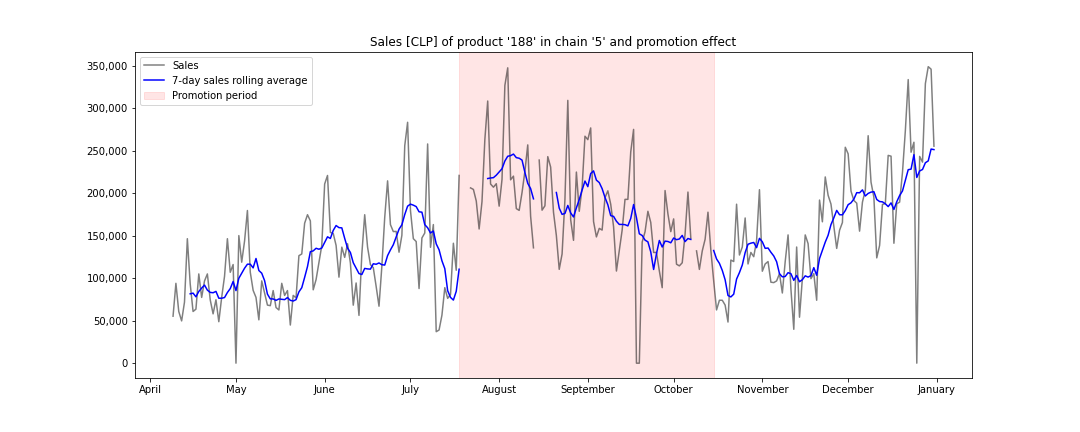 Sales [CLP] of product '188' in chain '5' and promotion effect
Sales
7-day sales rolling average
Promotion period
350,000
300,000
250,000
200,000
150,000
100,000
50,000
0
April May June July August September October November December January